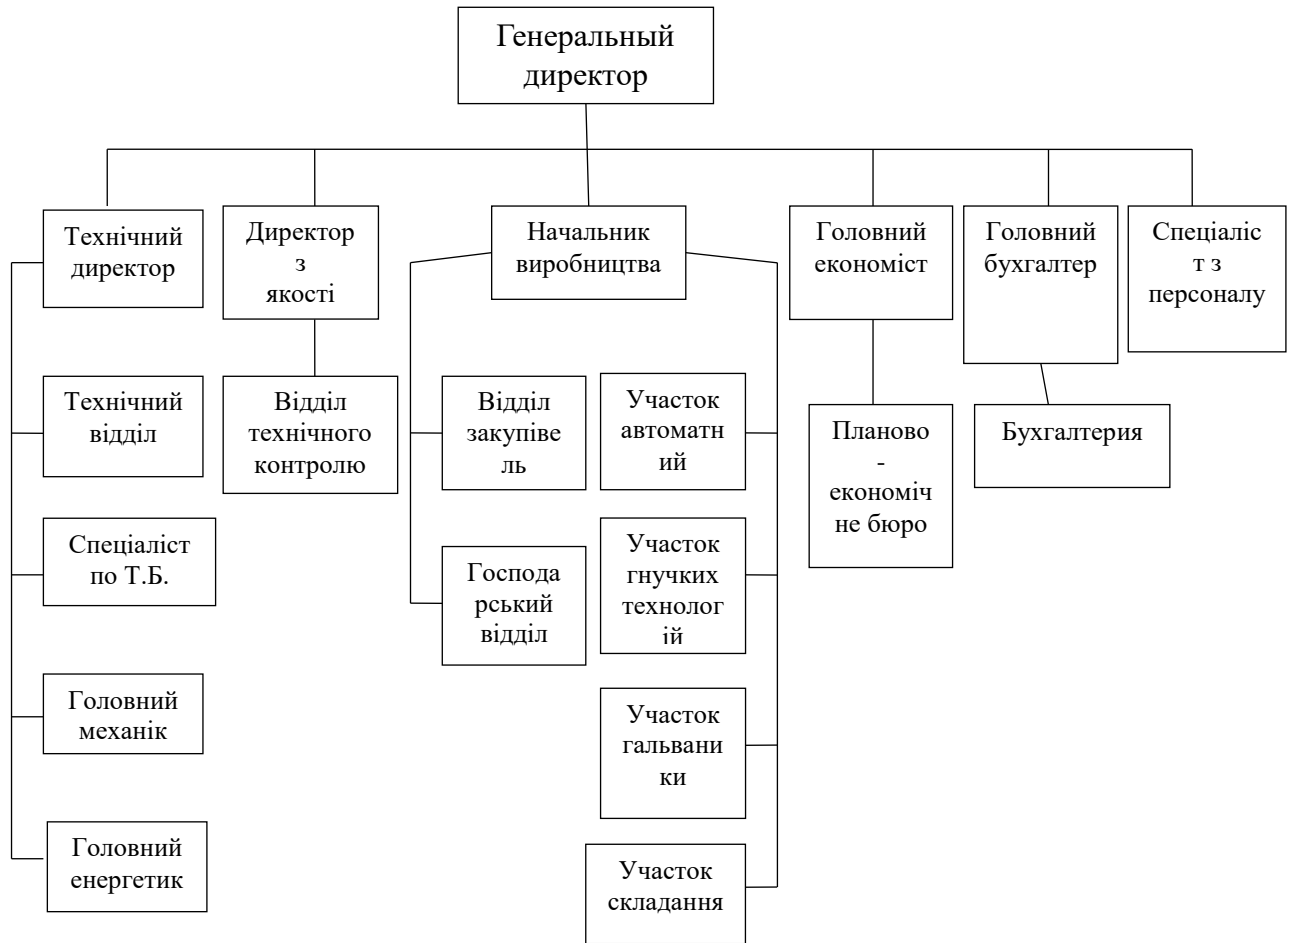 Генеральный
директор
Технічний
директор
Директор
з
якості
Начальник
виробництва
Головний
економіст
Головний
бухгалтер
Спеціаліс
т з
персоналу
Технічний
відділ
Відділ
технічного
контролю
Відділ
закупіве
ль
Участок
автоматн
ий
Планово
-
економіч
не бюро
Бухгалтерия
Спеціаліст
по Т.Б.
Господа
рський
відділ
Участок
гнучких
технолог
ій
Головний
механік
Участок
гальвани
ки
Головний
енергетик
Участок
складання